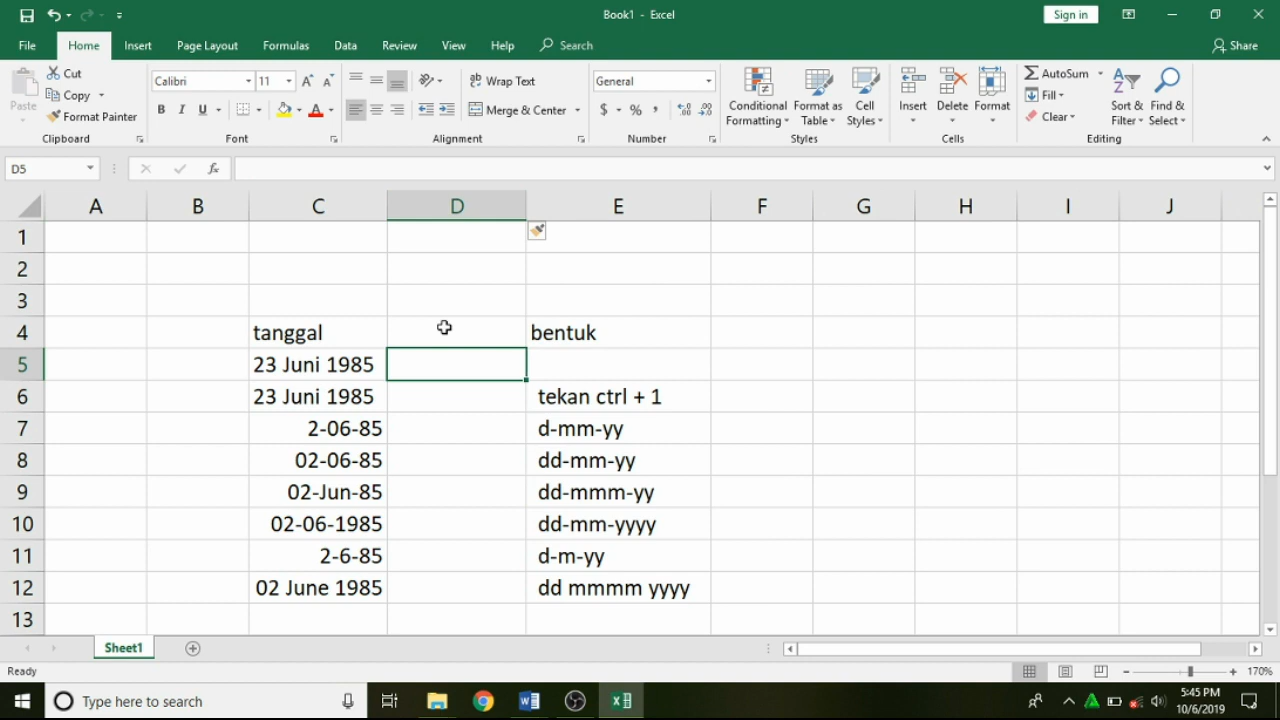 Book1 - Excel
Sign in
File Home Insert Page Layout Formulas Data Review View Help Search Share
Paste Cut Copy Format Painter
Clipboard
Calibri 11
B I U
Font
Wrap Text
Merge & Center
Alignment
General
$ % ,
Number
Conditional Formatting Format as Table Cell Styles
Styles
Insert Delete Format
Cells
AutoSum Fill Clear
Sort & Filter Find & Select
Editing
D5 fx
A B C D E F G H I J
1
2
3
4 tanggal bentuk
5 23 Juni 1985
6 23 Juni 1985 tekan ctrl + 1
7 2-06-85 d-mm-yy
8 02-06-85 dd-mm-yy
9 02-Jun-85 dd-mmm-yy
10 02-06-1985 dd-mm-yyyy
11 2-6-85 d-m-yy
12 02 June 1985 dd mmmm yyyy
13
Sheet1
Ready 170%
Type here to search
5:45 PM
10/6/2019